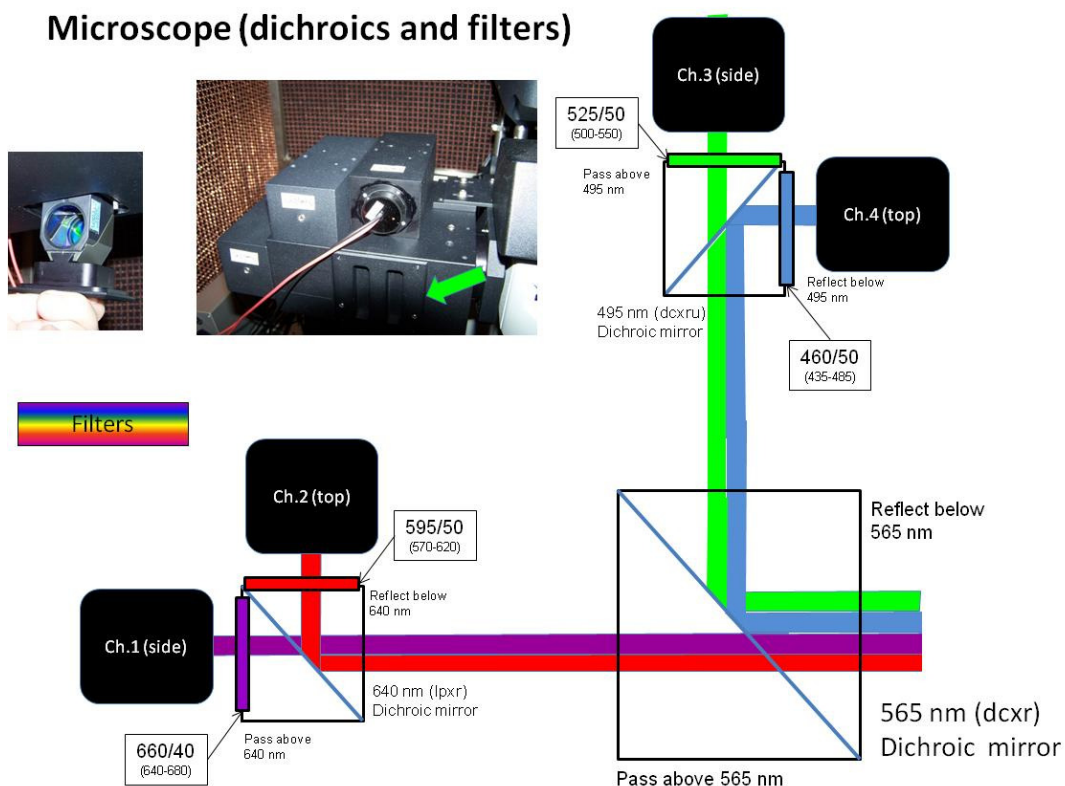 Microscope (dichroics and filters)
Ch.3 (side)
525/50
(500-550)
Pass above
495 nm
Ch.4 (top)
Reflect below
495 nm
495 nm (dcxru)
Dichroic mirror
460/50
(435-485)
Filters
Ch.2 (top)
595/50
(570-620)
Reflect below
640 nm
Ch.1 (side)
640 nm (lpxr)
Dichroic mirror
Pass above
640 nm
660/40
(640-680)
Reflect below
565 nm
565 nm (dcxr)
Dichroic mirror
Pass above 565 nm